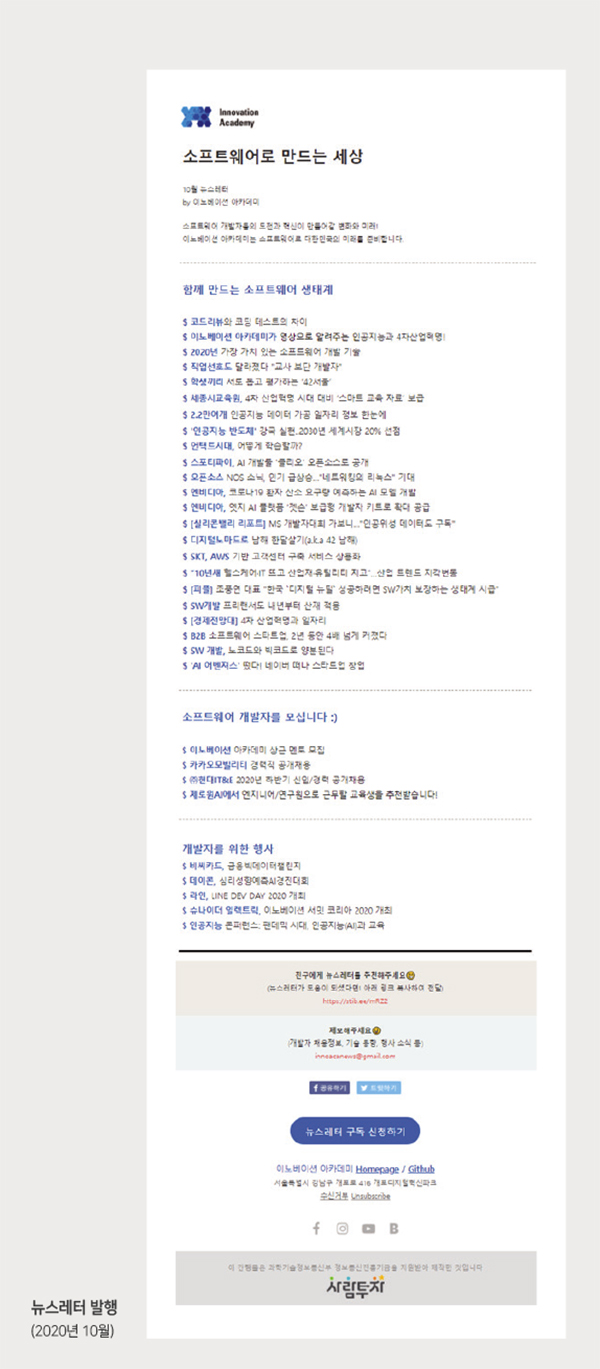 Innovation
Academy
소프트웨어로 만드는 세상
10월 뉴스레터
by 이노베이션 아카데미
소프트웨어 개발자들의 도전과 혁신이 만들어갈 변화와 미래!
이노베이션 아카데미는 소프트웨어로 대한민국의 미래를 준비합니다.
함께 만드는 소프트웨어 생태계
$ 코드리뷰와 코딩 테스트의 차이
$ 이노베이션 아카데미가 영상으로 알려주는 인공지능과 4차산업혁명!
$ 2020년 가장 가치 있는 소프트웨어 개발 기술
$ 직업선호도 달라졌다 "교사 보단 개발자"
$ 학생끼리 서로 돕고 평가하는 '42서울'
$ 세종시교육원, 4차 산업혁명 시대 대비 '스마트 교육 자료' 보급
$ 2.2만여개 인공지능 데이터 가공 일자리 정보 한눈에
$ '인공지능 반도체' 강국 실현..2030년 세계시장 20% 선점
$ 언택트시대, 어떻게 학습할까?
$ 스포티파이, AI 개발툴 '클리오' 오픈소스로 공개
$ 오픈소스 NOS 소닉, 인기 급상승..."네트워킹의 리눅스" 기대
$ 엔비디아, 코로나19 환자 산소 요구량 예측하는 AI 모델 개발
$ 엔비디아, 엣지 AI 플랫폼 '젯슨' 보급형 개발자 키트로 확대 공급
$ [실리콘밸리 리포트] MS 개발자대회 가보니..."인공위성 데이터도 구독"
$ 디지털노마드로 남해 한달살기(a.k.a 42 남해)
$ SKT, AWS 기반 고객센터 구축 서비스 상용화
$ "10년새 헬스케어·IT 뜨고 산업재·유틸리티 지고"...산업 트렌드 지각변동
$ [피플] 조풍연 대표 "한국 '디지털 뉴딜' 성공하려면 SW가치 보장하는 생태계 시급"
$ SW개발 프리랜서도 내년부터 산재 적용
$ [경제전망대] 4차 산업혁명과 일자리
$ B2B 소프트웨어 스타트업, 2년 동안 4배 넘게 커졌다
$ SW 개발, 노코드와 빅코드로 양분된다
$ 'AI 어벤저스' 떴다! 네이버 떠나 스타트업 창업
소프트웨어 개발자를 모십니다 :)
$ 이노베이션 아카데미 상근 멘토 모집
$ 카카오모빌리티 경력직 공개채용
$ ㈜현대IT&E 2020년 하반기 신입/경력 공개채용
$ 제로원AI에서 엔지니어/연구원으로 근무할 교육생을 추천받습니다!
개발자를 위한 행사
$ 비씨카드, 금융빅데이터챌린지
$ 데이콘, 심리성향예측AI경진대회
$ 라인, LINE DEV DAY 2020 개최
$ 슈나이더 일렉트릭, 이노베이션 서밋 코리아 2020 개최
$ 인공지능 콘퍼런스: 팬데믹 시대, 인공지능(AI)과 교육
친구에게 뉴스레터를 추천해주세요
(뉴스레터가 도움이 되셨다면! 아래 링크 복사하여 전달)
https://stib.ee/mRZ2
제보해주세요
(개발자 채용정보, 기술 동향, 행사 소식 등)
innoacanews@gmail.com
공유하기 트윗하기
뉴스레터 구독 신청하기
이노베이션 아카데미 Homepage / Github
서울특별시 강남구 개포로 416 개포디지털혁신파크
수신거부 Unsubscribe
이 간행물은 과학기술정보통신부 정보통신진흥기금을 지원받아 제작된 것입니다
사람투자
뉴스레터 발행
(2020년 10월)